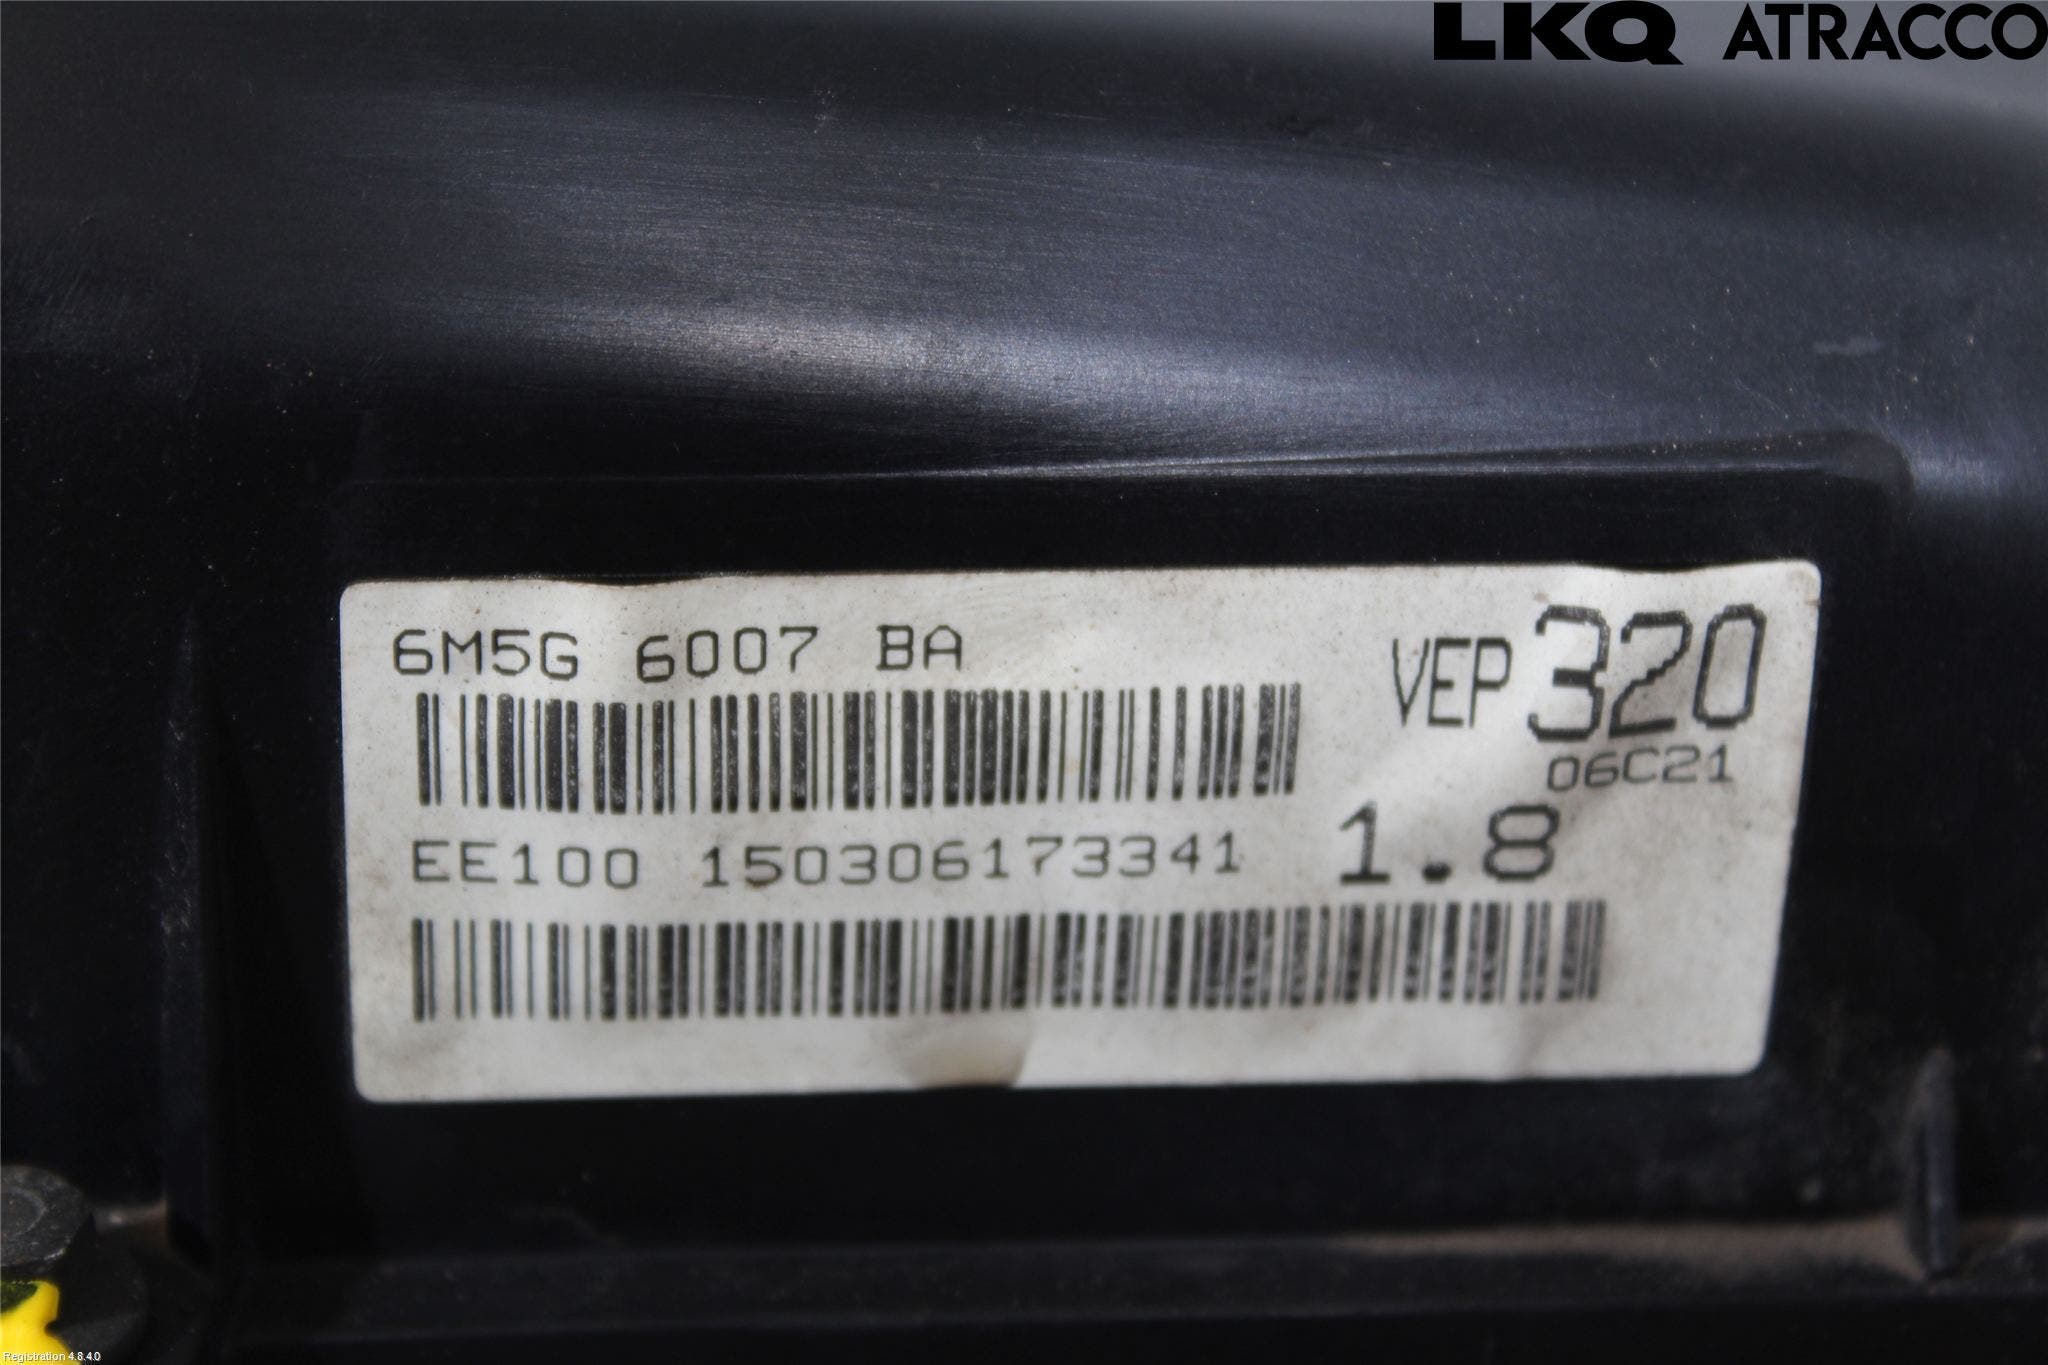 LKQ ATRACCO
6M5G 6007 BA
VEP 320
06C21
EE100 150306173341 1.8
Registration 4.8.4.0